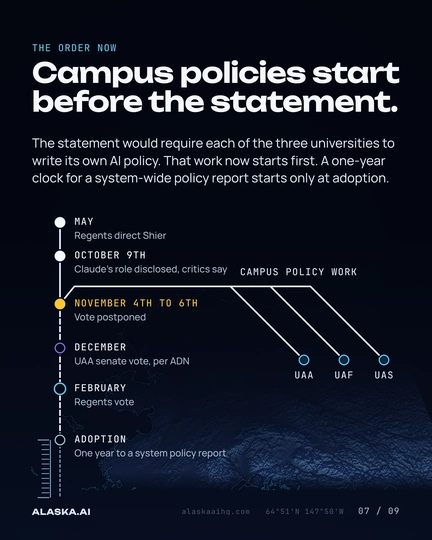 THE ORDER NOW
Campus policies start
before the statement.
The statement would require each of the three universities to
write its own AI policy. That work now starts first. A one-year
clock for a system-wide policy report starts only at adoption.
MAY
Regents direct Shier
OCTOBER 9TH
Claude's role disclosed, critics say
CAMPUS POLICY WORK
NOVEMBER 4TH TO 6TH
Vote postponed
DECEMBER
UAA senate vote, per ADN
UAA UAF UAS
FEBRUARY
Regents vote
ADOPTION
One year to a system policy report
ALASKA.AI
alaskaaihq.com 64°51'N 147°50'W 07 / 09